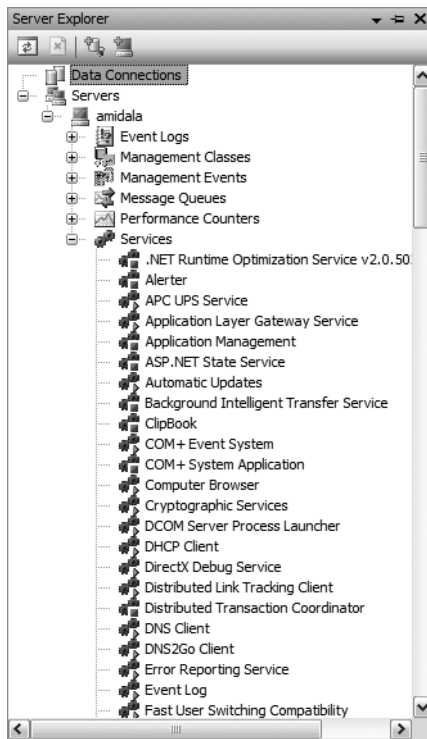 Server Explorer
Data Connections
Servers
amidala
Event Logs
Management Classes
Management Events
Message Queues
Performance Counters
Services
.NET Runtime Optimization Service v2.0.50
Alerter
APC UPS Service
Application Layer Gateway Service
Application Management
ASP.NET State Service
Automatic Updates
Background Intelligent Transfer Service
ClipBook
COM+ Event System
COM+ System Application
Computer Browser
Cryptographic Services
DCOM Server Process Launcher
DHCP Client
DirectX Debug Service
Distributed Link Tracking Client
Distributed Transaction Coordinator
DNS Client
DNS2Go Client
Error Reporting Service
Event Log
Fast User Switching Compatibility